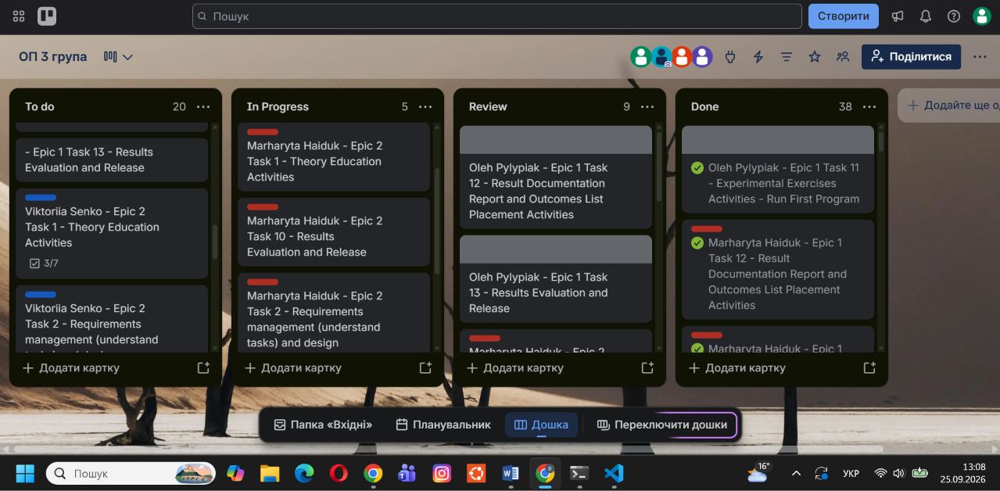 Пошук
Створити
ОП 3 група
Поділитися
To do
20
- Epic 1 Task 13 - Results
Evaluation and Release
Viktoriia Senko - Epic 2
Task 1 - Theory Education
Activities
3/7
Viktoriia Senko - Epic 2
Task 2 - Requirements
management (understand
Додати картку
In Progress
5
Marharyta Haiduk - Epic 2
Task 1 - Theory Education
Activities
Marharyta Haiduk - Epic 2
Task 10 - Results
Evaluation and Release
Marharyta Haiduk - Epic 2
Task 2 - Requirements
management (understand
tasks) and design
Додати картку
Review
9
Oleh Pylypiak - Epic 1 Task
12 - Result Documentation
Report and Outcomes List
Placement Activities
Oleh Pylypiak - Epic 1 Task
13 - Results Evaluation and
Release
Marharyta Haiduk - Epic 2
Додати картку
Done
38
Oleh Pylypiak - Epic 1 Task 11
- Experimental Exercises
Activities - Run First Program
Marharyta Haiduk - Epic 1
Task 12 - Result
Documentation Report and
Outcomes List Placement
Activities
Marharyta Haiduk - Epic 1
Додати картку
Додайте ще о
Папка «Вхідні»
Планувальник
Дошка
Переключити дошки
Пошук
16°
УКР
13:08
25.09.2026